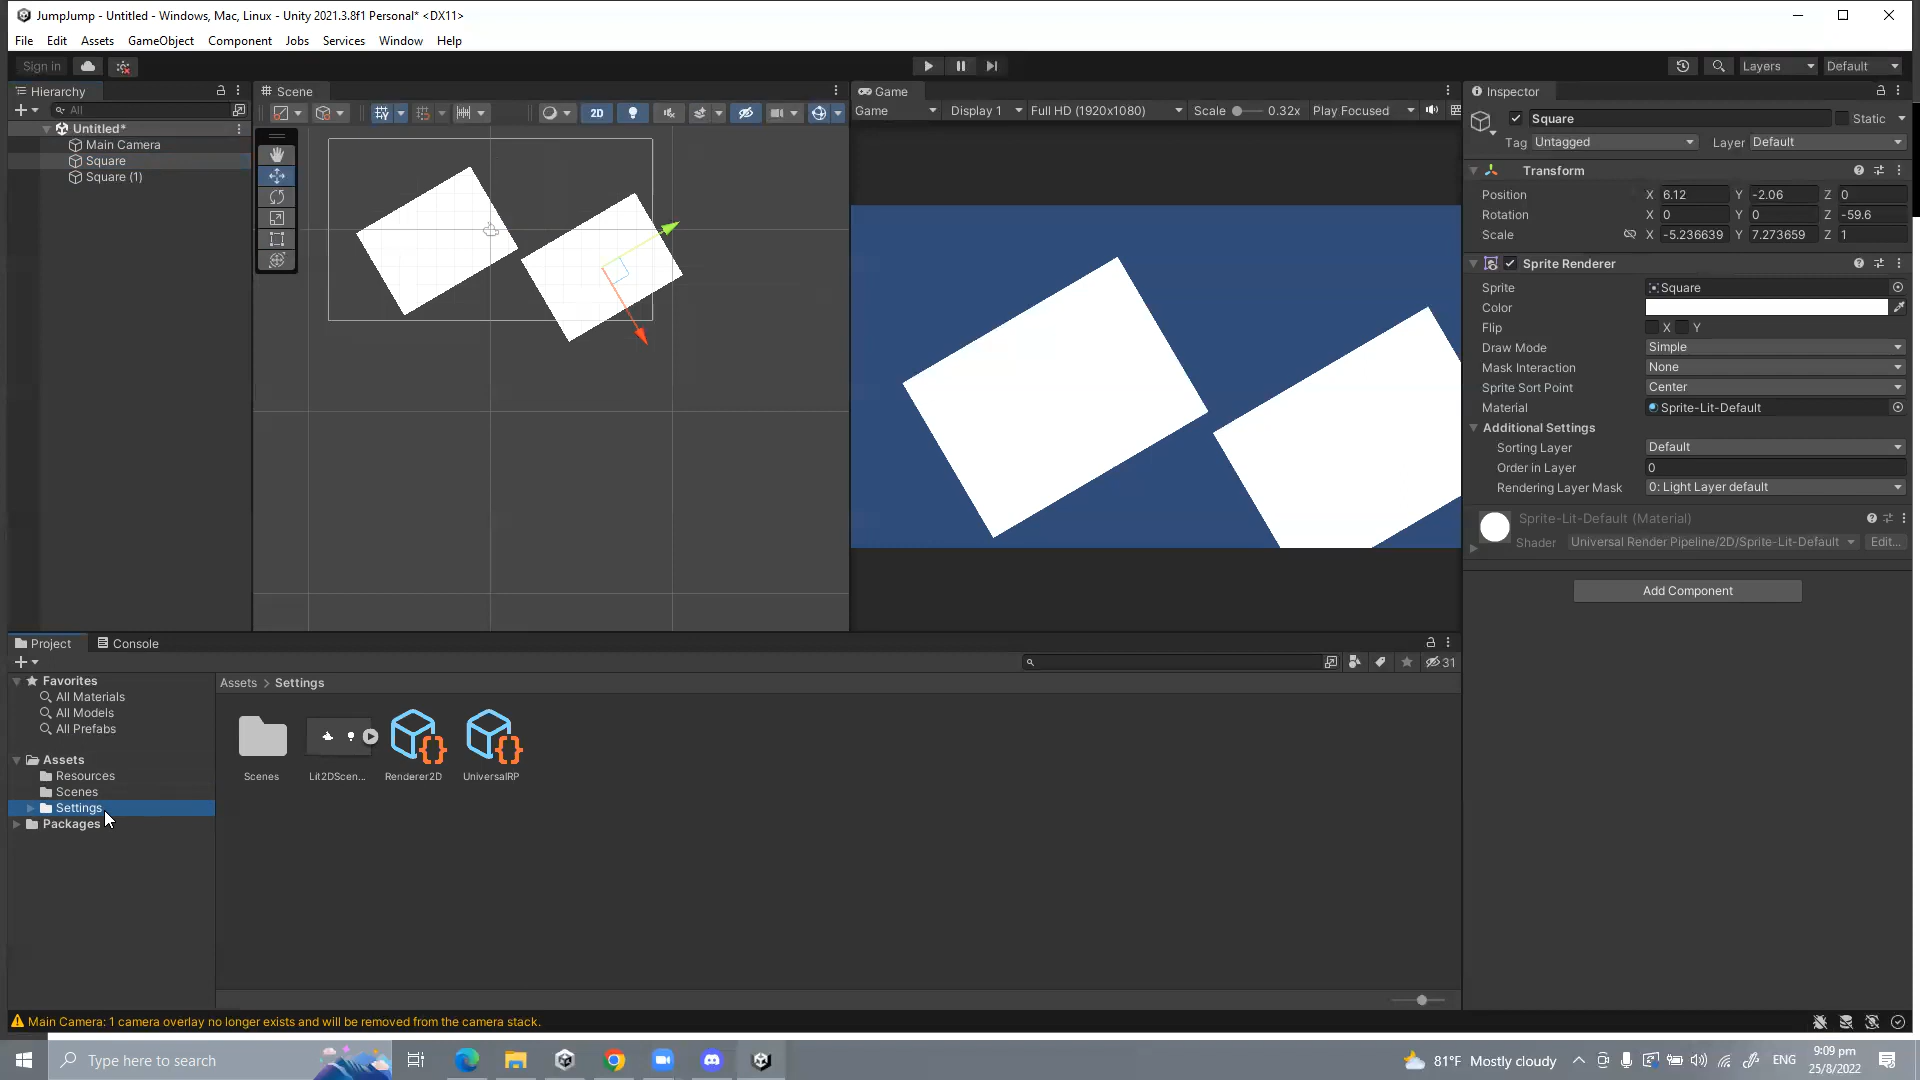 JumpJump - Untitled - Windows, Mac, Linux - Unity 2021.3.8f1 Personal* <DX11>
File Edit Assets GameObject Component Jobs Services Window Help
Sign in
Layers Default
Hierarchy
All
Untitled*
Main Camera
Square
Square (1)
Scene
2D
Game
Game Display 1 Full HD (1920x1080) Scale 0.32x Play Focused
Inspector
Square Static
Tag Untagged Layer Default
Transform
Position X 6.12 Y -2.06 Z 0
Rotation X 0 Y 0 Z -59.6
Scale X -5.236639 Y 7.273659 Z 1
Sprite Renderer
Sprite Square
Color
Flip X Y
Draw Mode Simple
Mask Interaction None
Sprite Sort Point Center
Material Sprite-Lit-Default
Additional Settings
Sorting Layer Default
Order in Layer 0
Rendering Layer Mask 0: Light Layer default
Sprite-Lit-Default (Material)
Shader Universal Render Pipeline/2D/Sprite-Lit-Default Edit...
Add Component
Project Console
31
Favorites
All Materials
All Models
All Prefabs
Assets
Resources
Scenes
Settings
Packages
Assets > Settings
Scenes Lit2DScen... Renderer2D UniversalRP
Main Camera: 1 camera overlay no longer exists and will be removed from the camera stack.
Type here to search
81°F Mostly cloudy
ENG
9:09 pm
25/8/2022